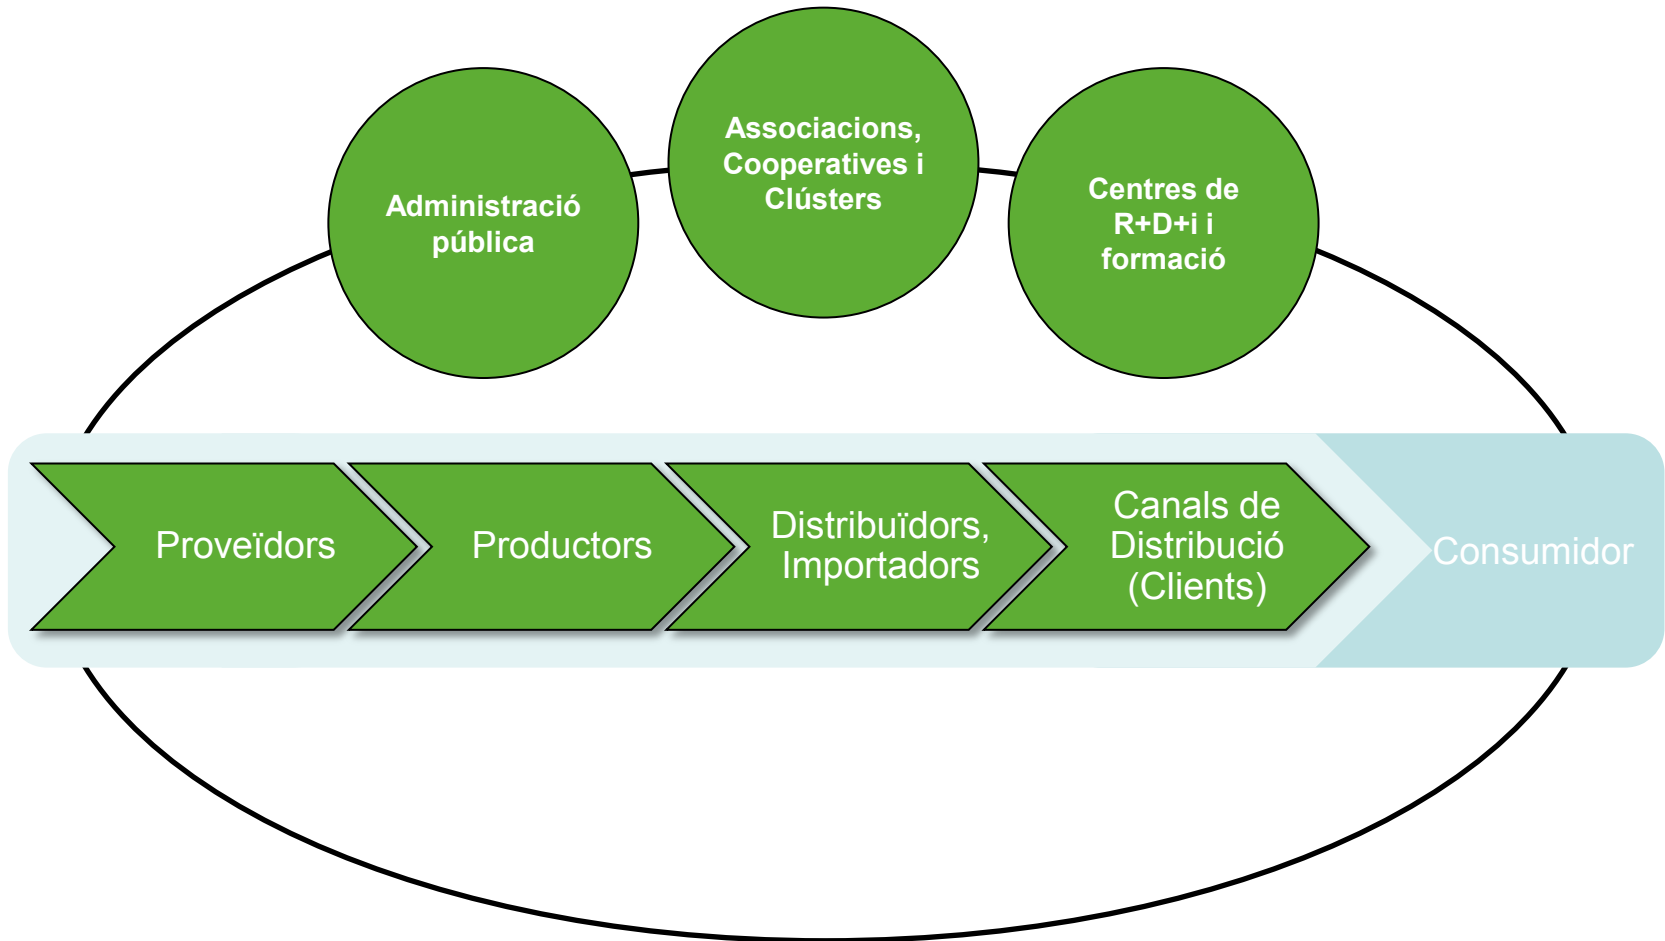 Associacions,
Cooperatives i
Clústers
Administració
pública
Centres de
R+D+i i
formació
Proveïdors
Productors
Distribuïdors,
Importadors
Canals de
Distribució
(Clients)
Consumidor